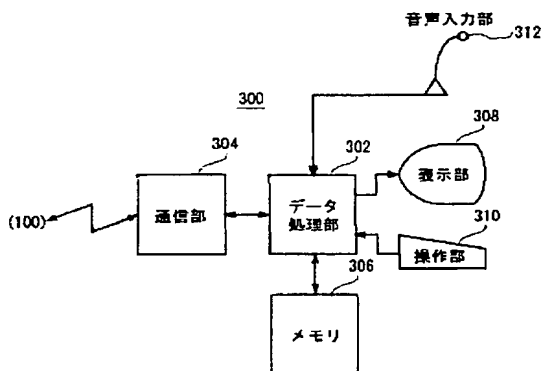 音声入力部
312
300
308
304
302
表示部
(100)
通信部
データ
処理部
310
操作部
306
メモリ